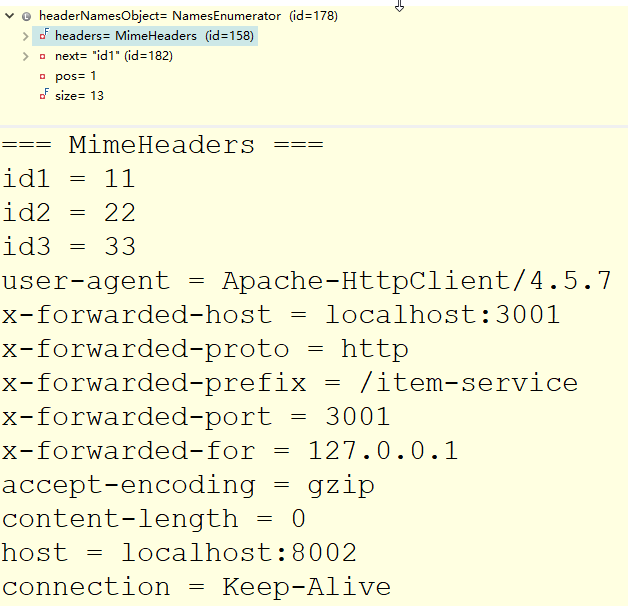 headerNamesObject= NamesEnumerator (id=178)
headers= MimeHeaders (id=158)
next= "id1" (id=182)
pos= 1
size= 13
=== MimeHeaders ===
id1 = 11
id2 = 22
id3 = 33
user-agent = Apache-HttpClient/4.5.7
x-forwarded-host = localhost:3001
x-forwarded-proto = http
x-forwarded-prefix = /item-service
x-forwarded-port = 3001
x-forwarded-for = 127.0.0.1
accept-encoding = gzip
content-length = 0
host = localhost:8002
connection = Keep-Alive